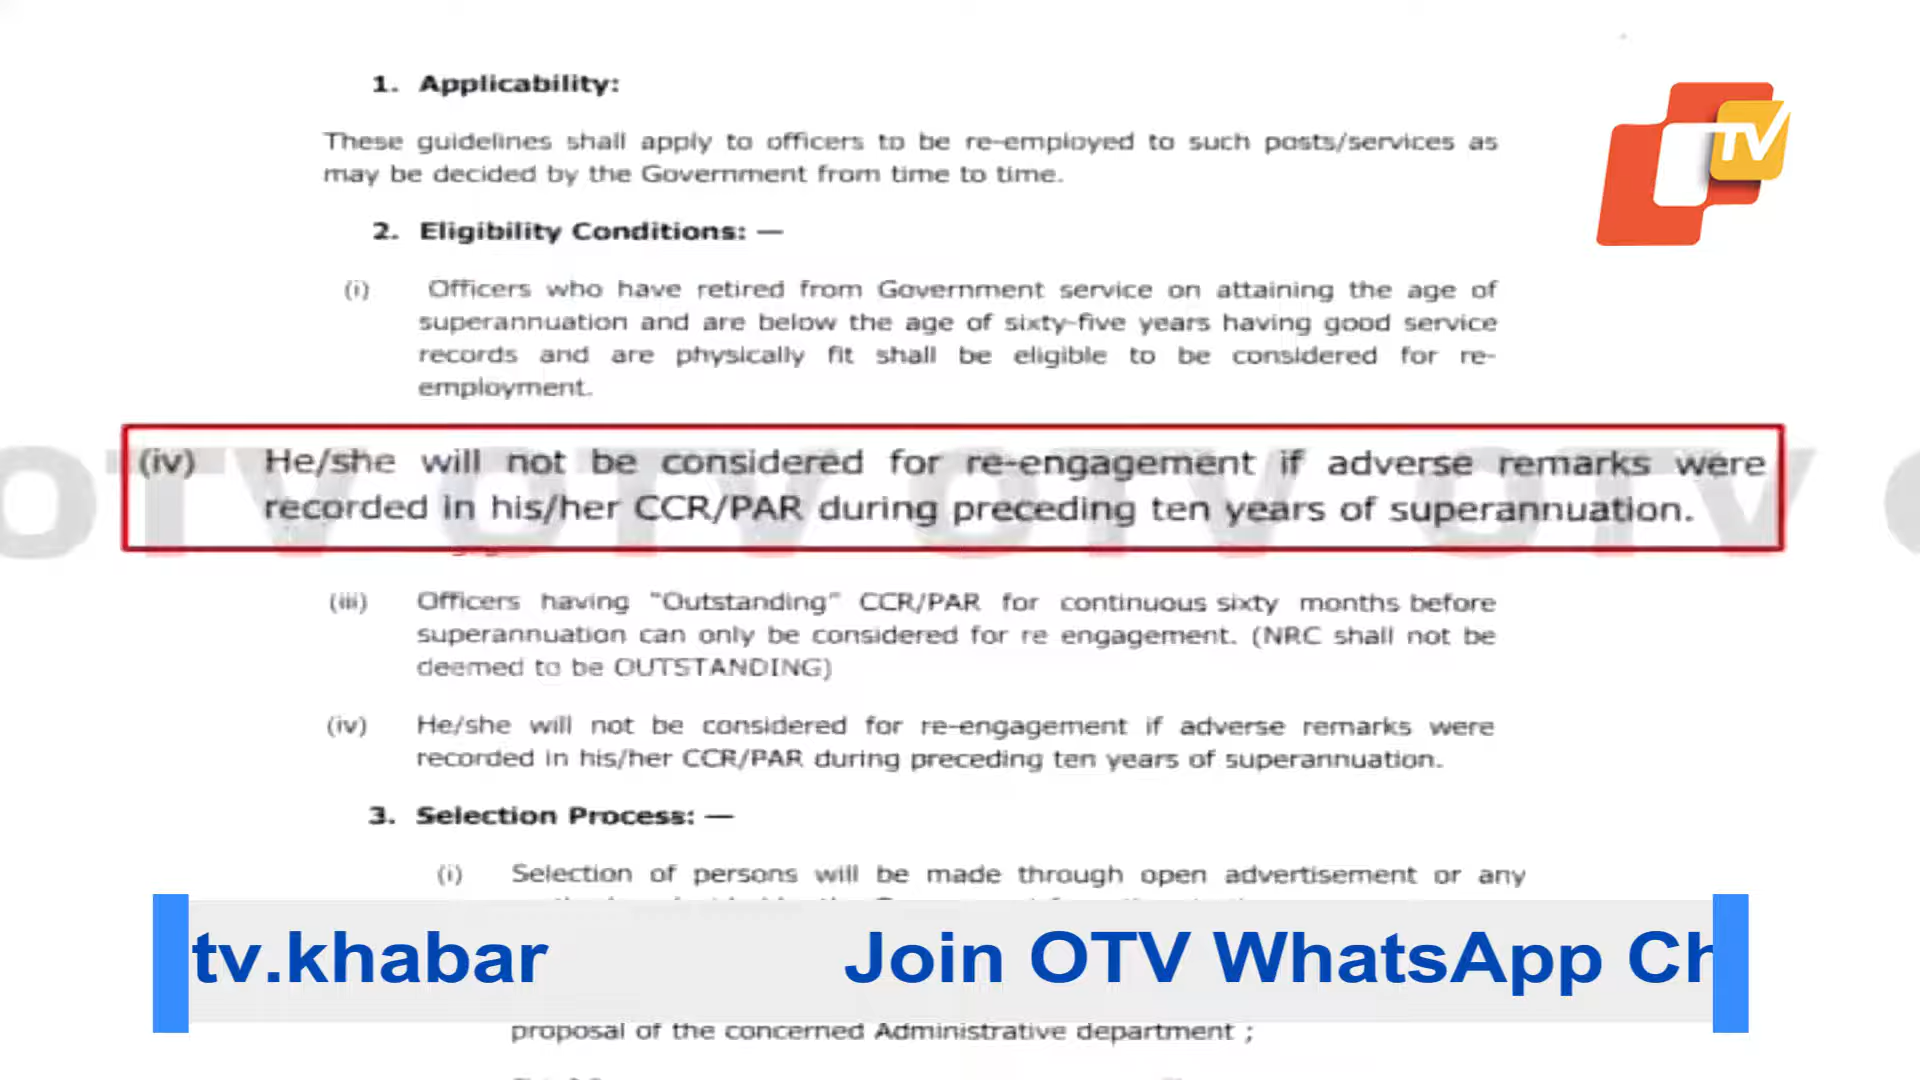 1. Applicability:
These guidelines shall apply to officers to be re-employed to such posts/services as
may be decided by the Government from time to time.
2. Eligibility Conditions: —
(i) Officers who have retired from Government service on attaining the age of
superannuation and are below the age of sixty-five years having good service
records and are physically fit shall be eligible to be considered for re-
employment.
(iv) He/she will not be considered for re-engagement if adverse remarks were
recorded in his/her CCR/PAR during preceding ten years of superannuation.
(iii) Officers having "Outstanding" CCR/PAR for continuous sixty months before
superannuation can only be considered for re engagement. (NRC shall not be
deemed to be OUTSTANDING)
(iv) He/she will not be considered for re-engagement if adverse remarks were
recorded in his/her CCR/PAR during preceding ten years of superannuation.
3. Selection Process: —
(i) Selection of persons will be made through open advertisement or any
tv.khabar Join OTV WhatsApp Ch
proposal of the concerned Administrative department ;
OTV OTV OTV OTV
TV